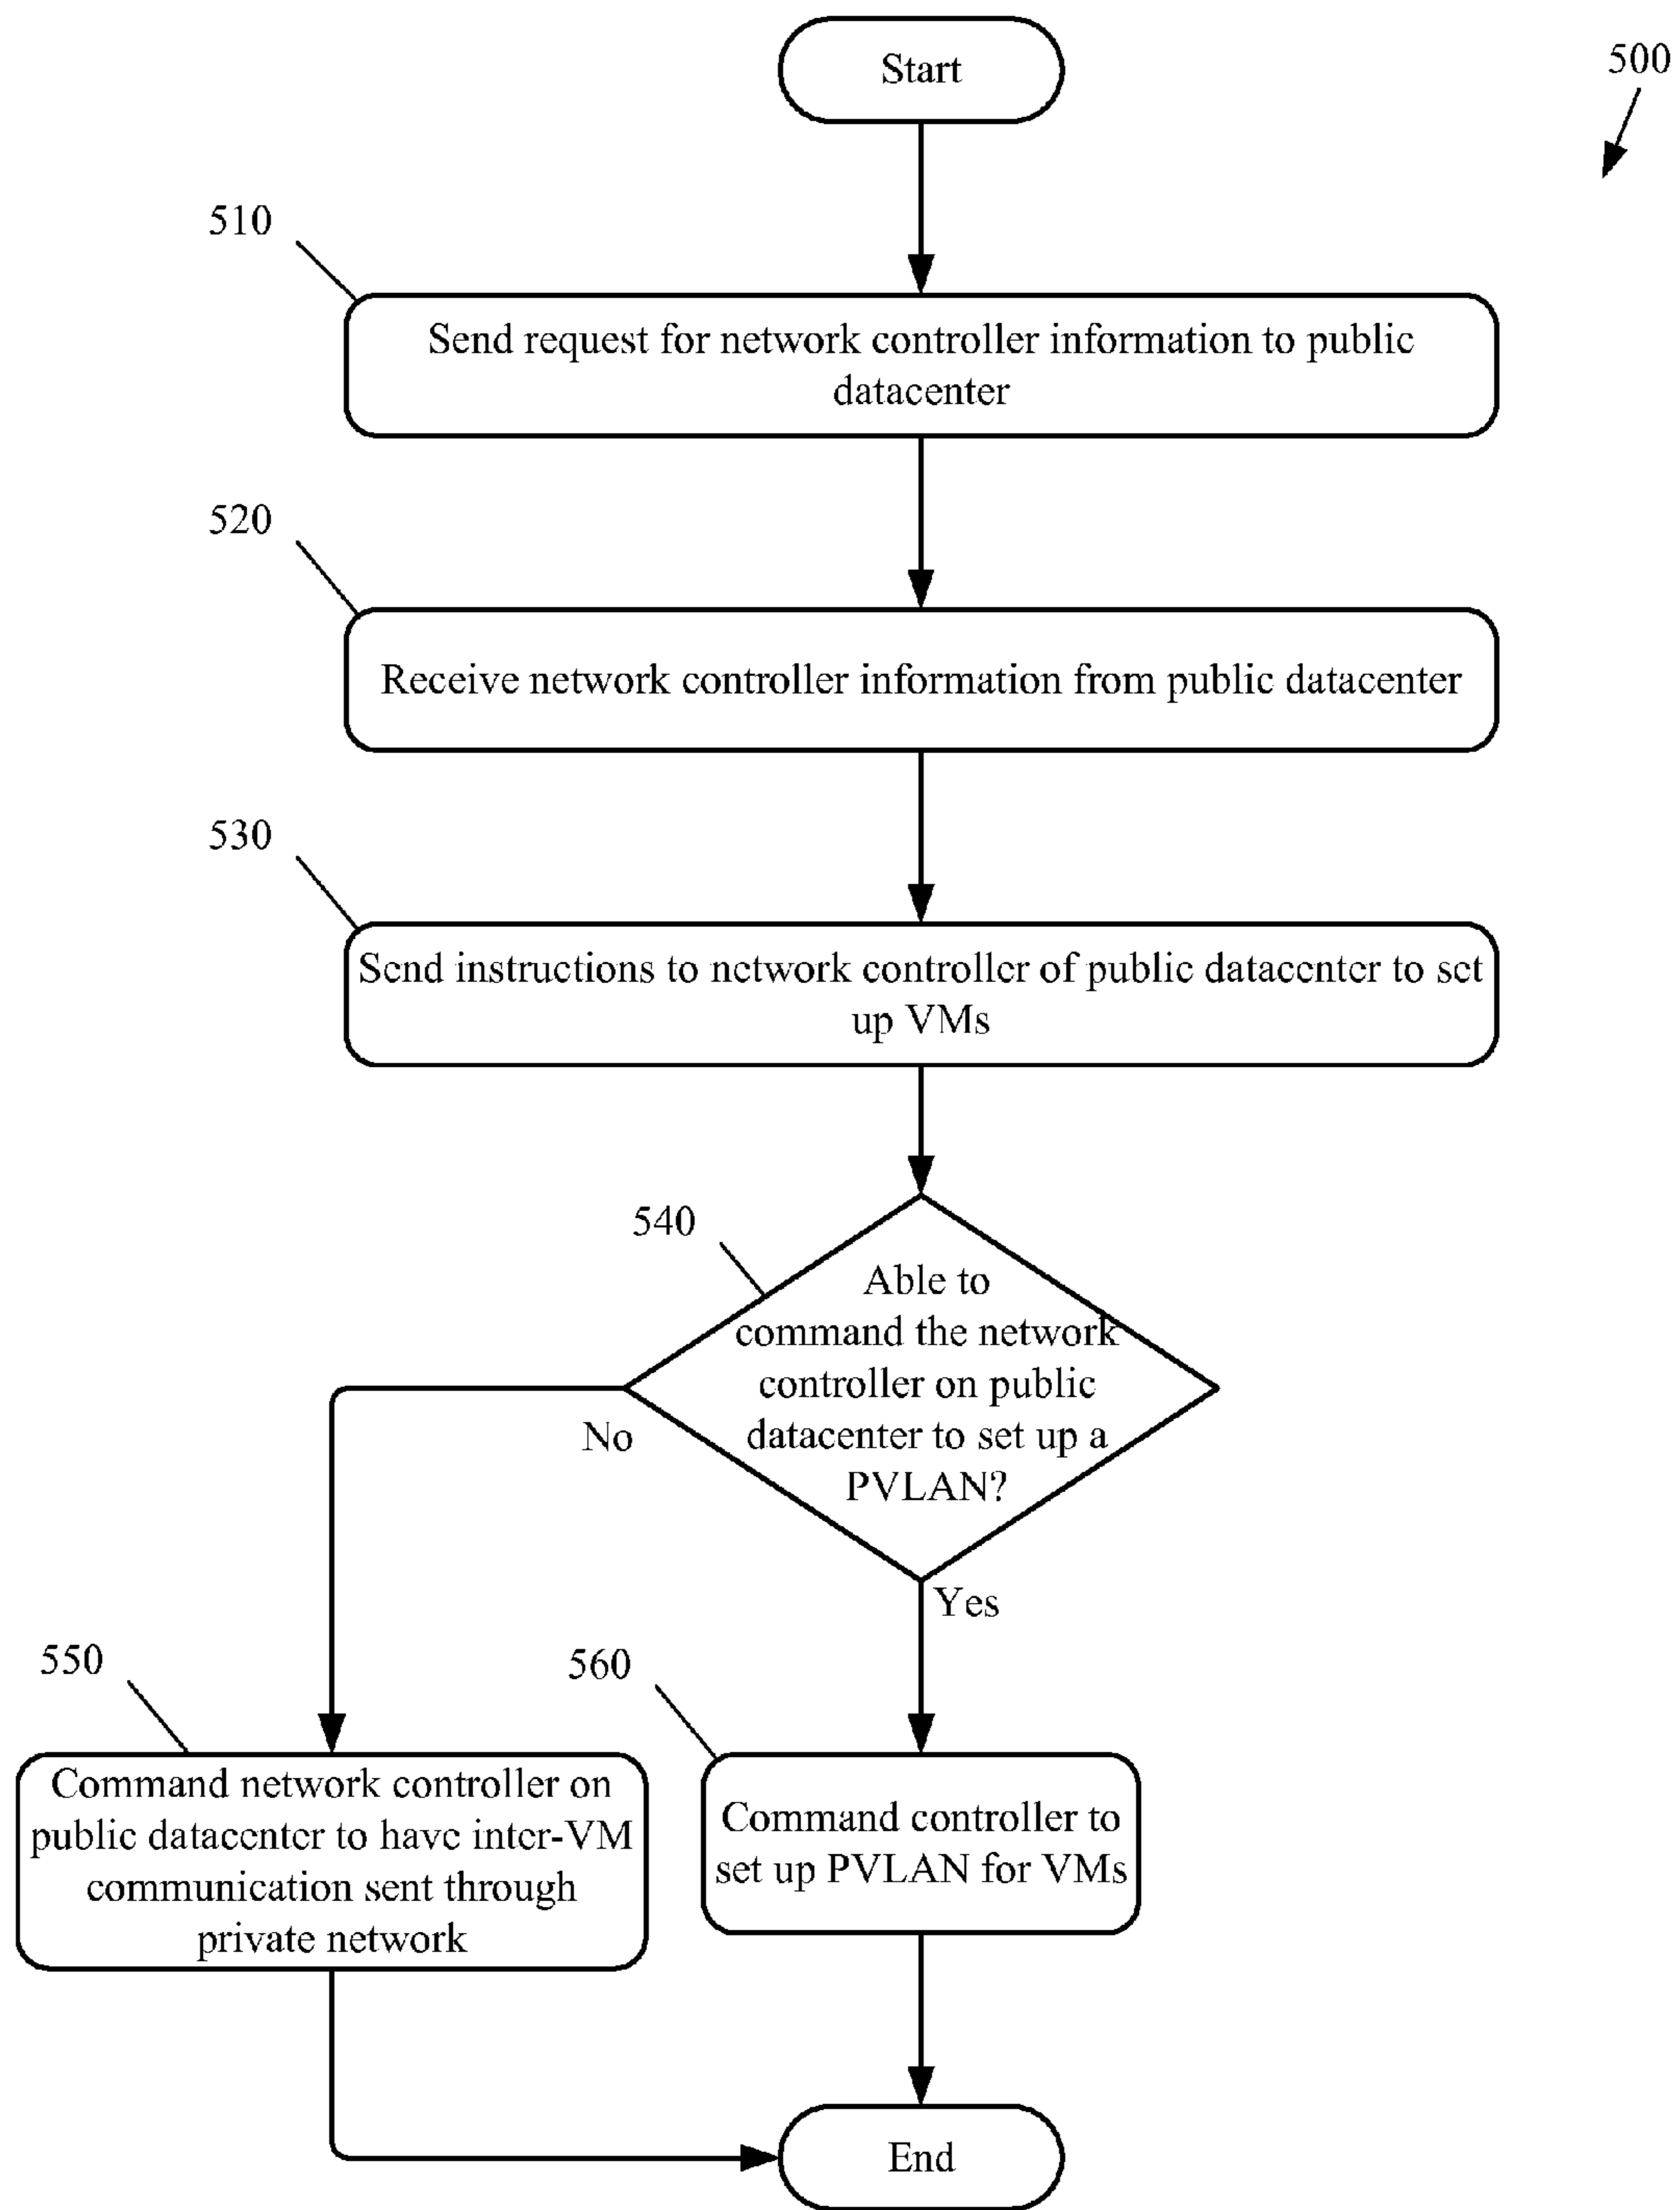 Start
500
510
Send request for network controller information to public
datacenter
520
Receive network controller information from public datacenter
530
Send instructions to network controller of public datacenter to set
up VMs
540
Able to
command the network
controller on public
datacenter to set up a
PVLAN?
No
Yes
550
Command network controller on
public datacenter to have inter-VM
communication sent through
private network
560
Command controller to
set up PVLAN for VMs
End